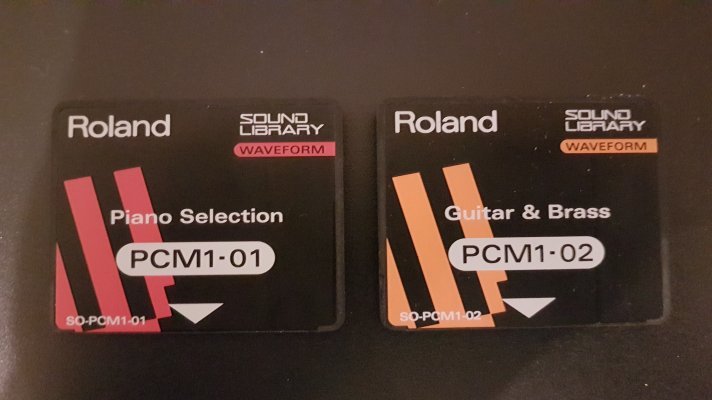 Roland
SOUND
LIBRARY
WAVEFORM
Piano Selection
PCM1-01
SO-PCM1-01
Roland
SOUND
LIBRARY
WAVEFORM
Guitar & Brass
PCM1-02
SO-PCM1-02